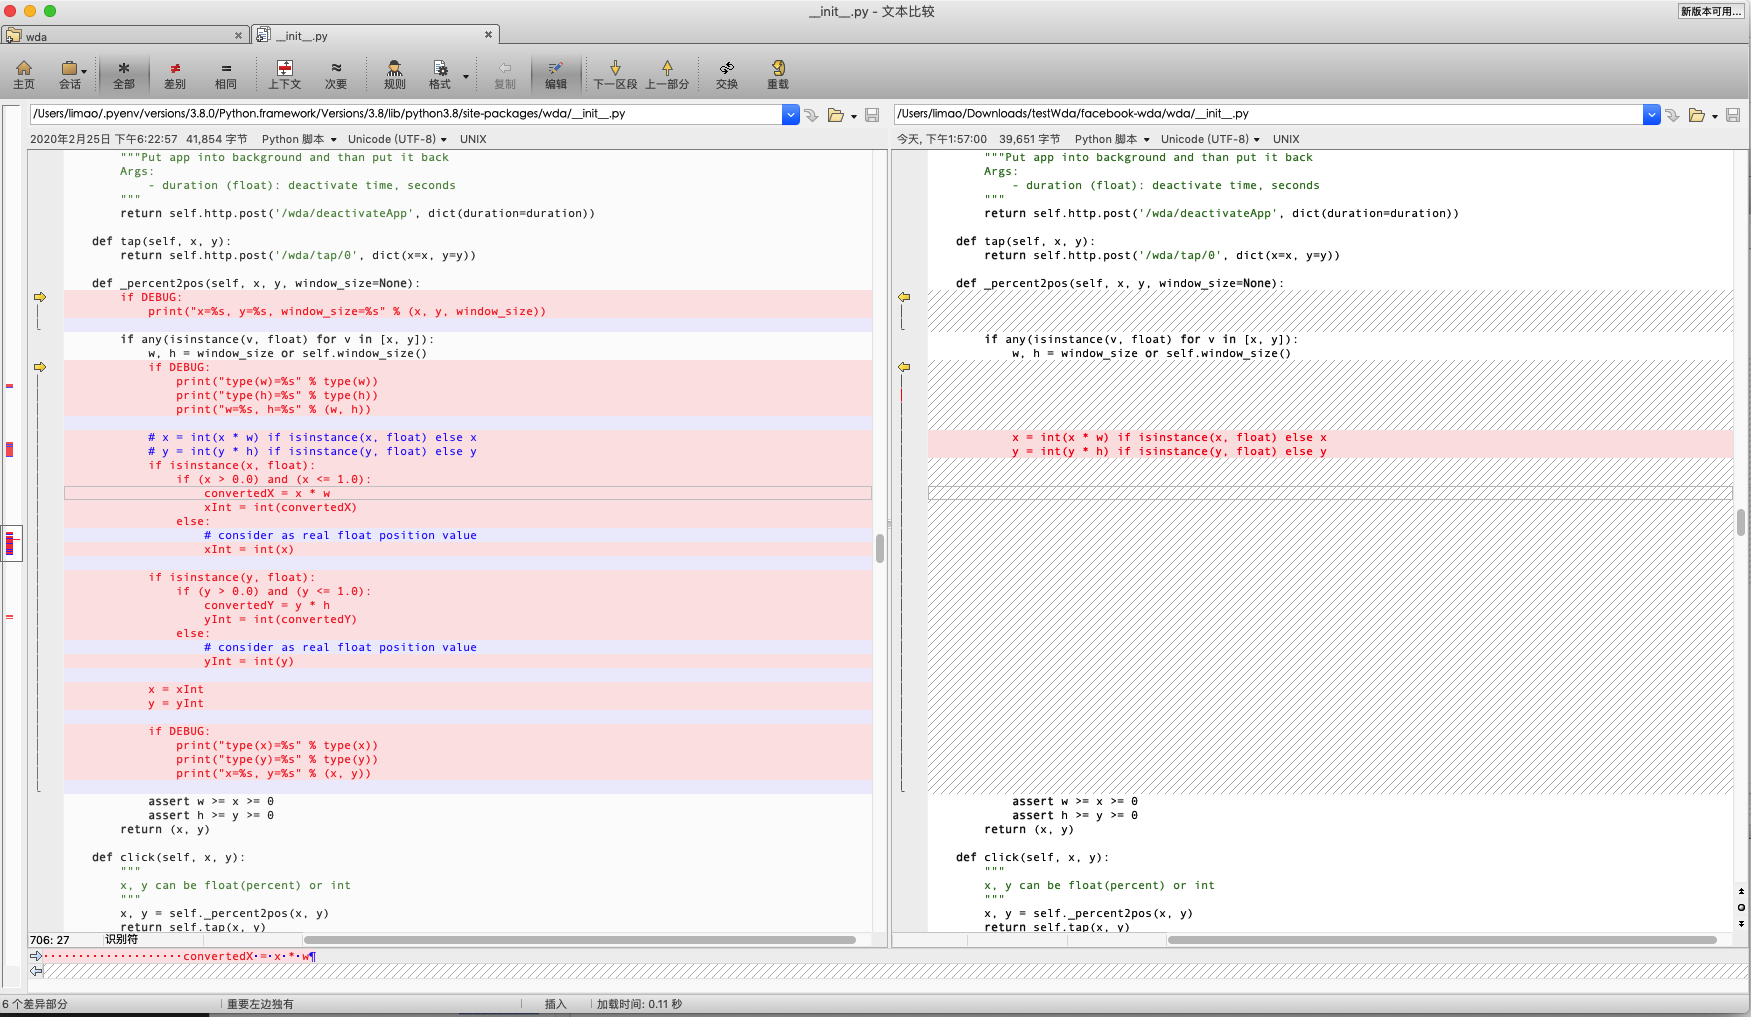 __init__.py - 文本比较
新版本可用...
wda
__init__.py
主页 会话 全部 差别 相同 上下文 次要 规则 格式 复制 编辑 下一区段 上一部分 交换 重载
/Users/limao/.pyenv/versions/3.8.0/Python.framework/Versions/3.8/lib/python3.8/site-packages/wda/__init__.py
2020年2月25日 下午6:22:57 41,854 字节 Python 脚本 Unicode (UTF-8) UNIX
"""Put app into background and than put it back
Args:
- duration (float): deactivate time, seconds
"""
return self.http.post('/wda/deactivateApp', dict(duration=duration))
def tap(self, x, y):
return self.http.post('/wda/tap/0', dict(x=x, y=y))
def _percent2pos(self, x, y, window_size=None):
if DEBUG:
print("x=%s, y=%s, window_size=%s" % (x, y, window_size))
if any(isinstance(v, float) for v in [x, y]):
w, h = window_size or self.window_size()
if DEBUG:
print("type(w)=%s" % type(w))
print("type(h)=%s" % type(h))
print("w=%s, h=%s" % (w, h))
# x = int(x * w) if isinstance(x, float) else x
# y = int(y * h) if isinstance(y, float) else y
if isinstance(x, float):
if (x > 0.0) and (x <= 1.0):
convertedX = x * w
xInt = int(convertedX)
else:
# consider as real float position value
xInt = int(x)
if isinstance(y, float):
if (y > 0.0) and (y <= 1.0):
convertedY = y * h
yInt = int(convertedY)
else:
# consider as real float position value
yInt = int(y)
x = xInt
y = yInt
if DEBUG:
print("type(x)=%s" % type(x))
print("type(y)=%s" % type(y))
print("x=%s, y=%s" % (x, y))
assert w >= x >= 0
assert h >= y >= 0
return (x, y)
def click(self, x, y):
"""
x, y can be float(percent) or int
"""
x, y = self._percent2pos(x, y)
return self.tap(x, y)
706: 27 识别符
/Users/limao/Downloads/testWda/facebook-wda/wda/__init__.py
今天, 下午1:57:00 39,651 字节 Python 脚本 Unicode (UTF-8) UNIX
"""Put app into background and than put it back
Args:
- duration (float): deactivate time, seconds
"""
return self.http.post('/wda/deactivateApp', dict(duration=duration))
def tap(self, x, y):
return self.http.post('/wda/tap/0', dict(x=x, y=y))
def _percent2pos(self, x, y, window_size=None):
if any(isinstance(v, float) for v in [x, y]):
w, h = window_size or self.window_size()
x = int(x * w) if isinstance(x, float) else x
y = int(y * h) if isinstance(y, float) else y
assert w >= x >= 0
assert h >= y >= 0
return (x, y)
def click(self, x, y):
"""
x, y can be float(percent) or int
"""
x, y = self._percent2pos(x, y)
return self.tap(x, y)
····················convertedX·=·x·*·w¶
6 个差异部分 重要左边独有 插入 加载时间: 0.11 秒